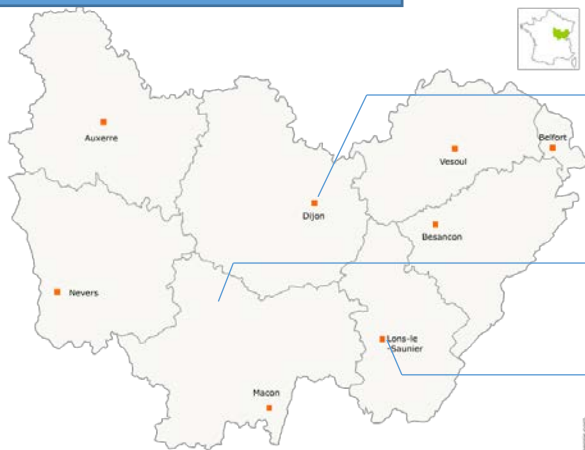 Auxerre
Belfort
Vesoul
Dijon
Besancon
Nevers
Lons-le
-Saunier
Macon